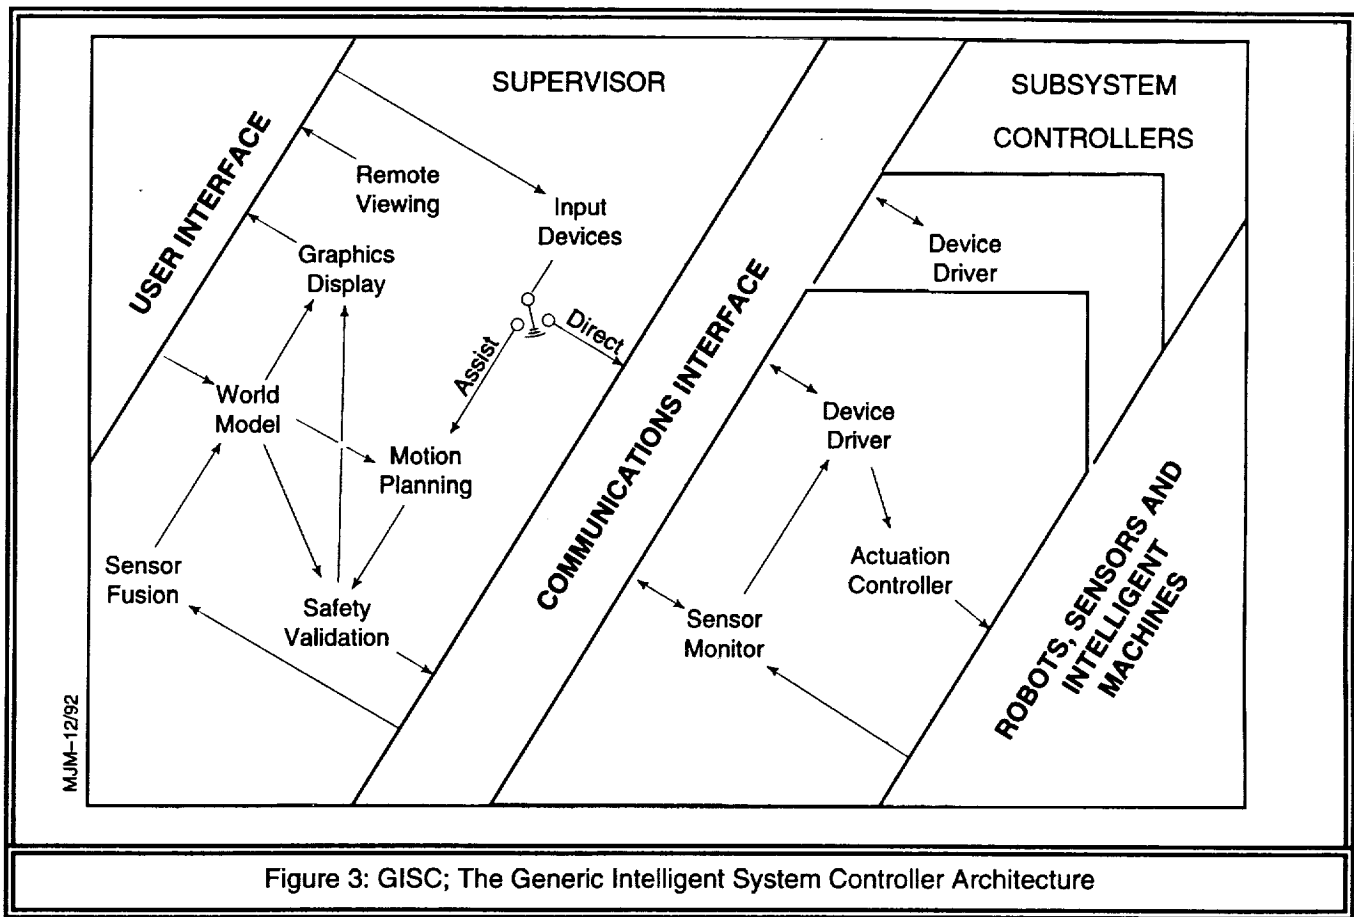 SUPERVISOR
SUBSYSTEM
CONTROLLERS
USER INTERFACE
Remote
Viewing
Input
Devices
Graphics
Display
Device
Driver
Assist
Direct
COMMUNICATIONS INTERFACE
World
Model
Motion
Planning
Device
Driver
Sensor
Fusion
Safety
Validation
Sensor
Monitor
Actuation
Controller
ROBOTS, SENSORS AND
INTELLIGENT
MACHINES
MJM–12/92
Figure 3: GISC; The Generic Intelligent System Controller Architecture